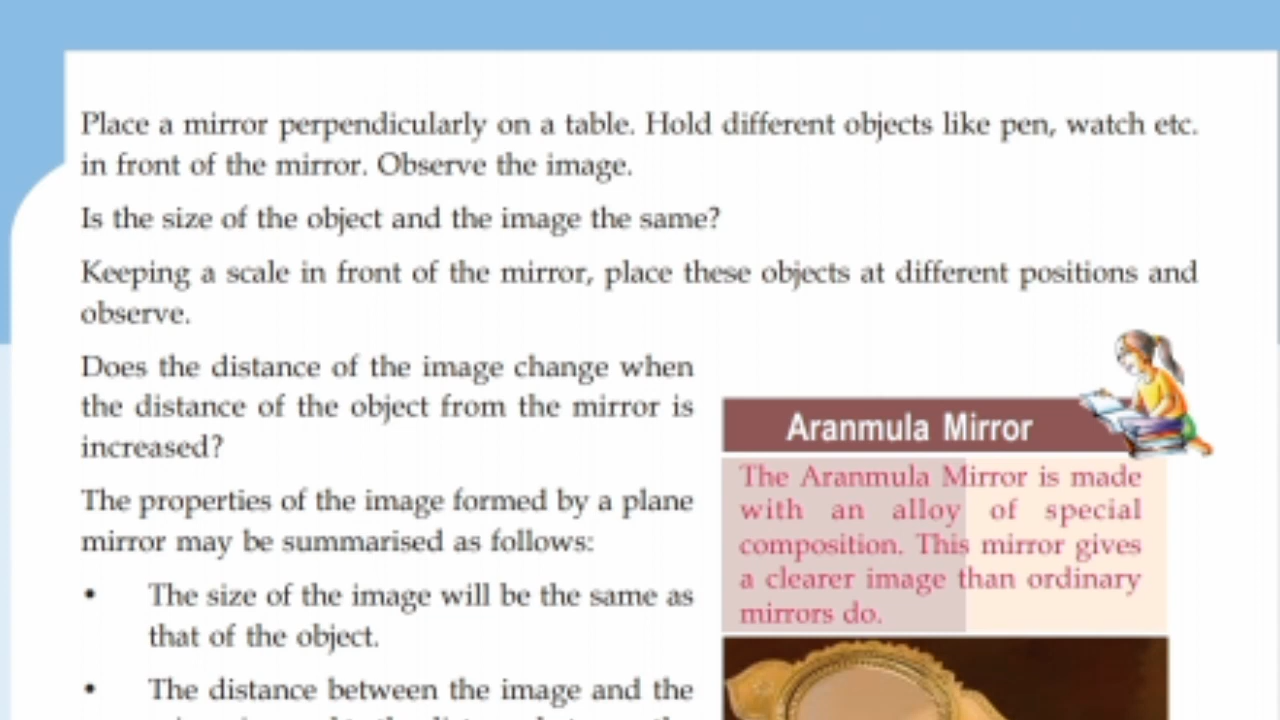 Place a mirror perpendicularly on a table. Hold different objects like pen, watch etc.
in front of the mirror. Observe the image.
Is the size of the object and the image the same?
Keeping a scale in front of the mirror, place these objects at different positions and
observe.
Does the distance of the image change when
the distance of the object from the mirror is
increased?
The properties of the image formed by a plane
mirror may be summarised as follows:
• The size of the image will be the same as
that of the object.
• The distance between the image and the
Aranmula Mirror
The Aranmula Mirror is made
with an alloy of special
composition. This mirror gives
a clearer image than ordinary
mirrors do.